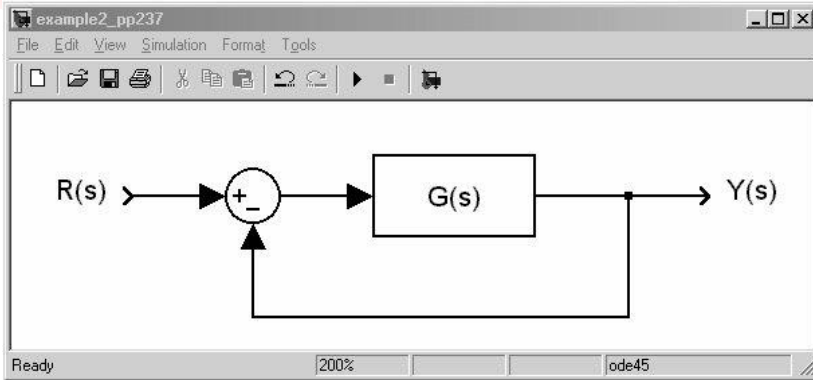 example2_pp237
File Edit View Simulation Format Tools
R(s) + - G(s) Y(s)
Ready 200% ode45